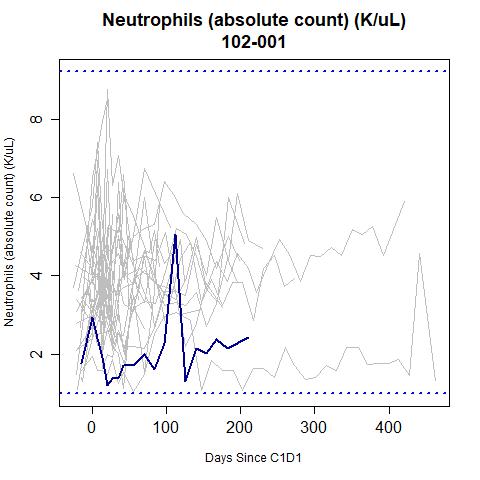 Neutrophils (absolute count) (K/uL)
102-001
Neutrophils (absolute count) (K/uL)
8
6
4
2
0 100 200 300 400
Days Since C1D1